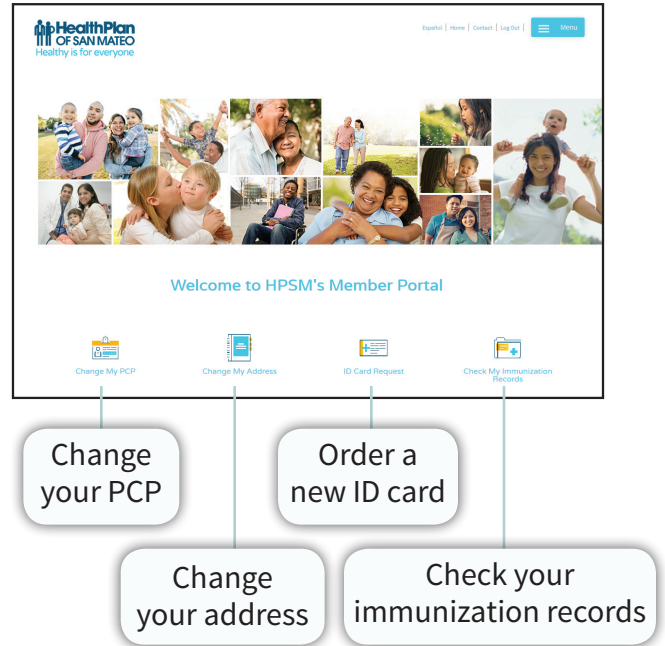 HealthPlan
OF SAN MATEO
Healthy is for everyone
Español | Home | Contact | Log Out |
Menu
Welcome to HPSM's Member Portal
Change My PCP
Change My Address
ID Card Request
Check My Immunization
Records
Change
your PCP
Order a
new ID card
Change
your address
Check your
immunization records